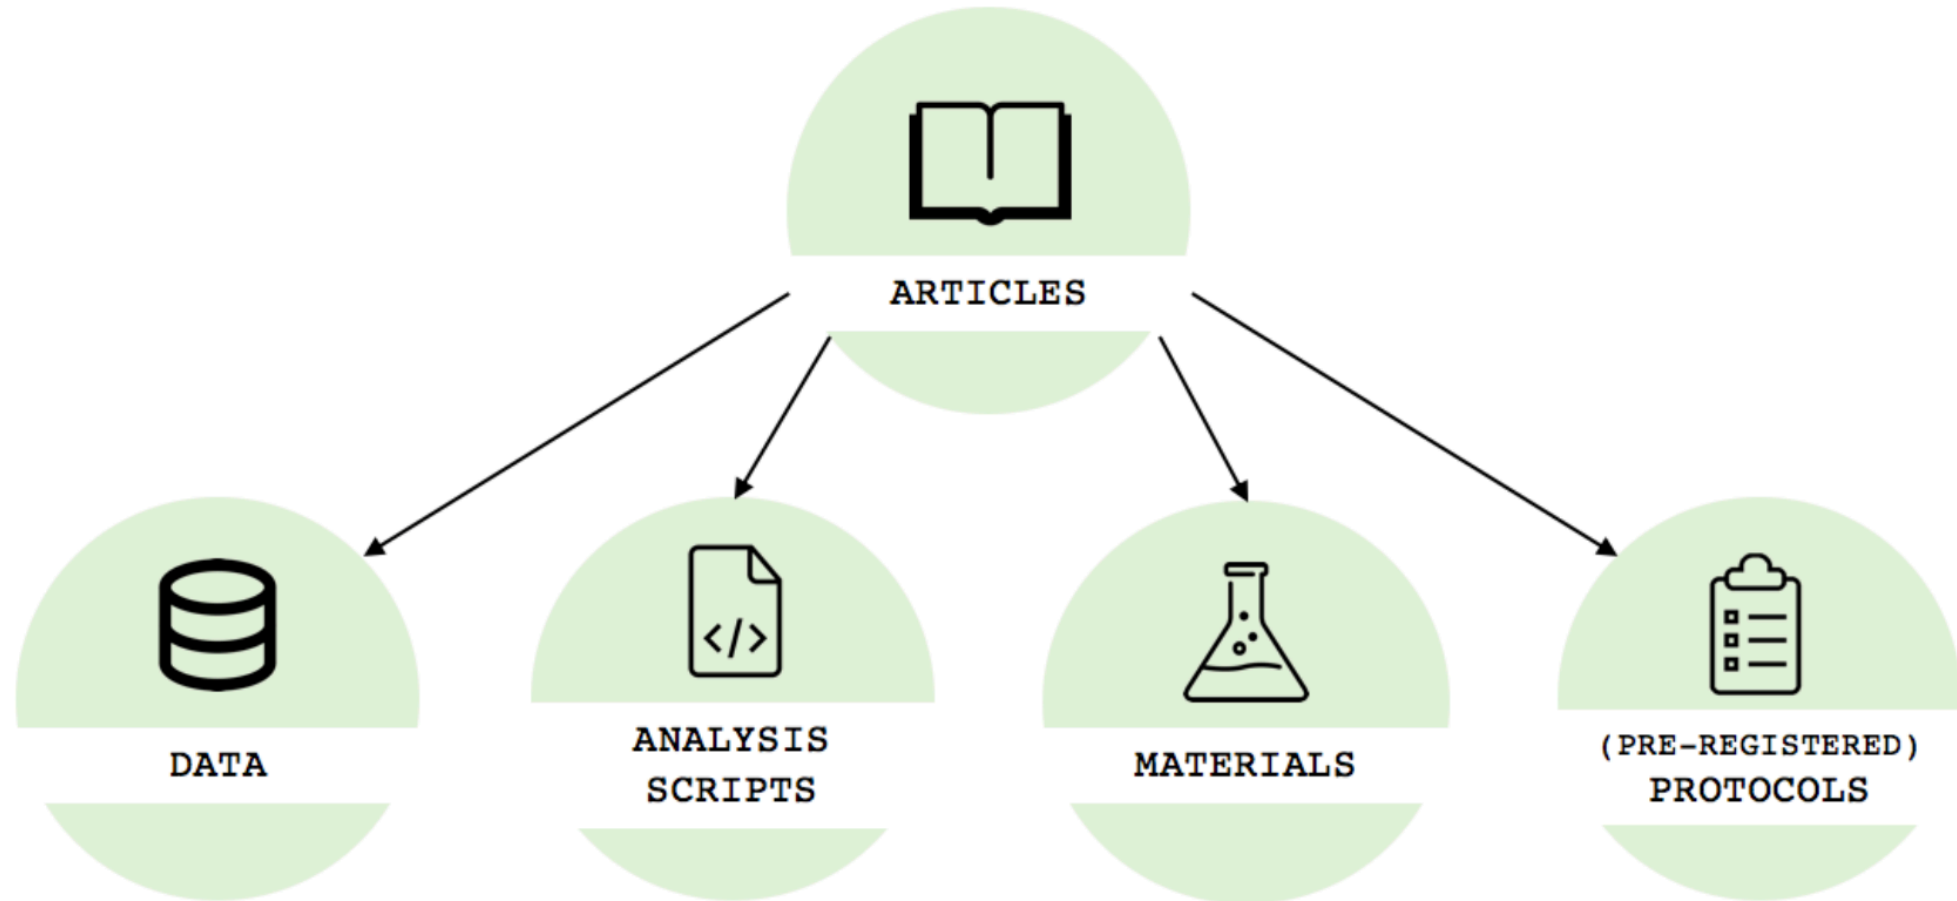 ARTICLES
DATA
ANALYSIS
SCRIPTS
MATERIALS
(PRE-REGISTERED)
PROTOCOLS